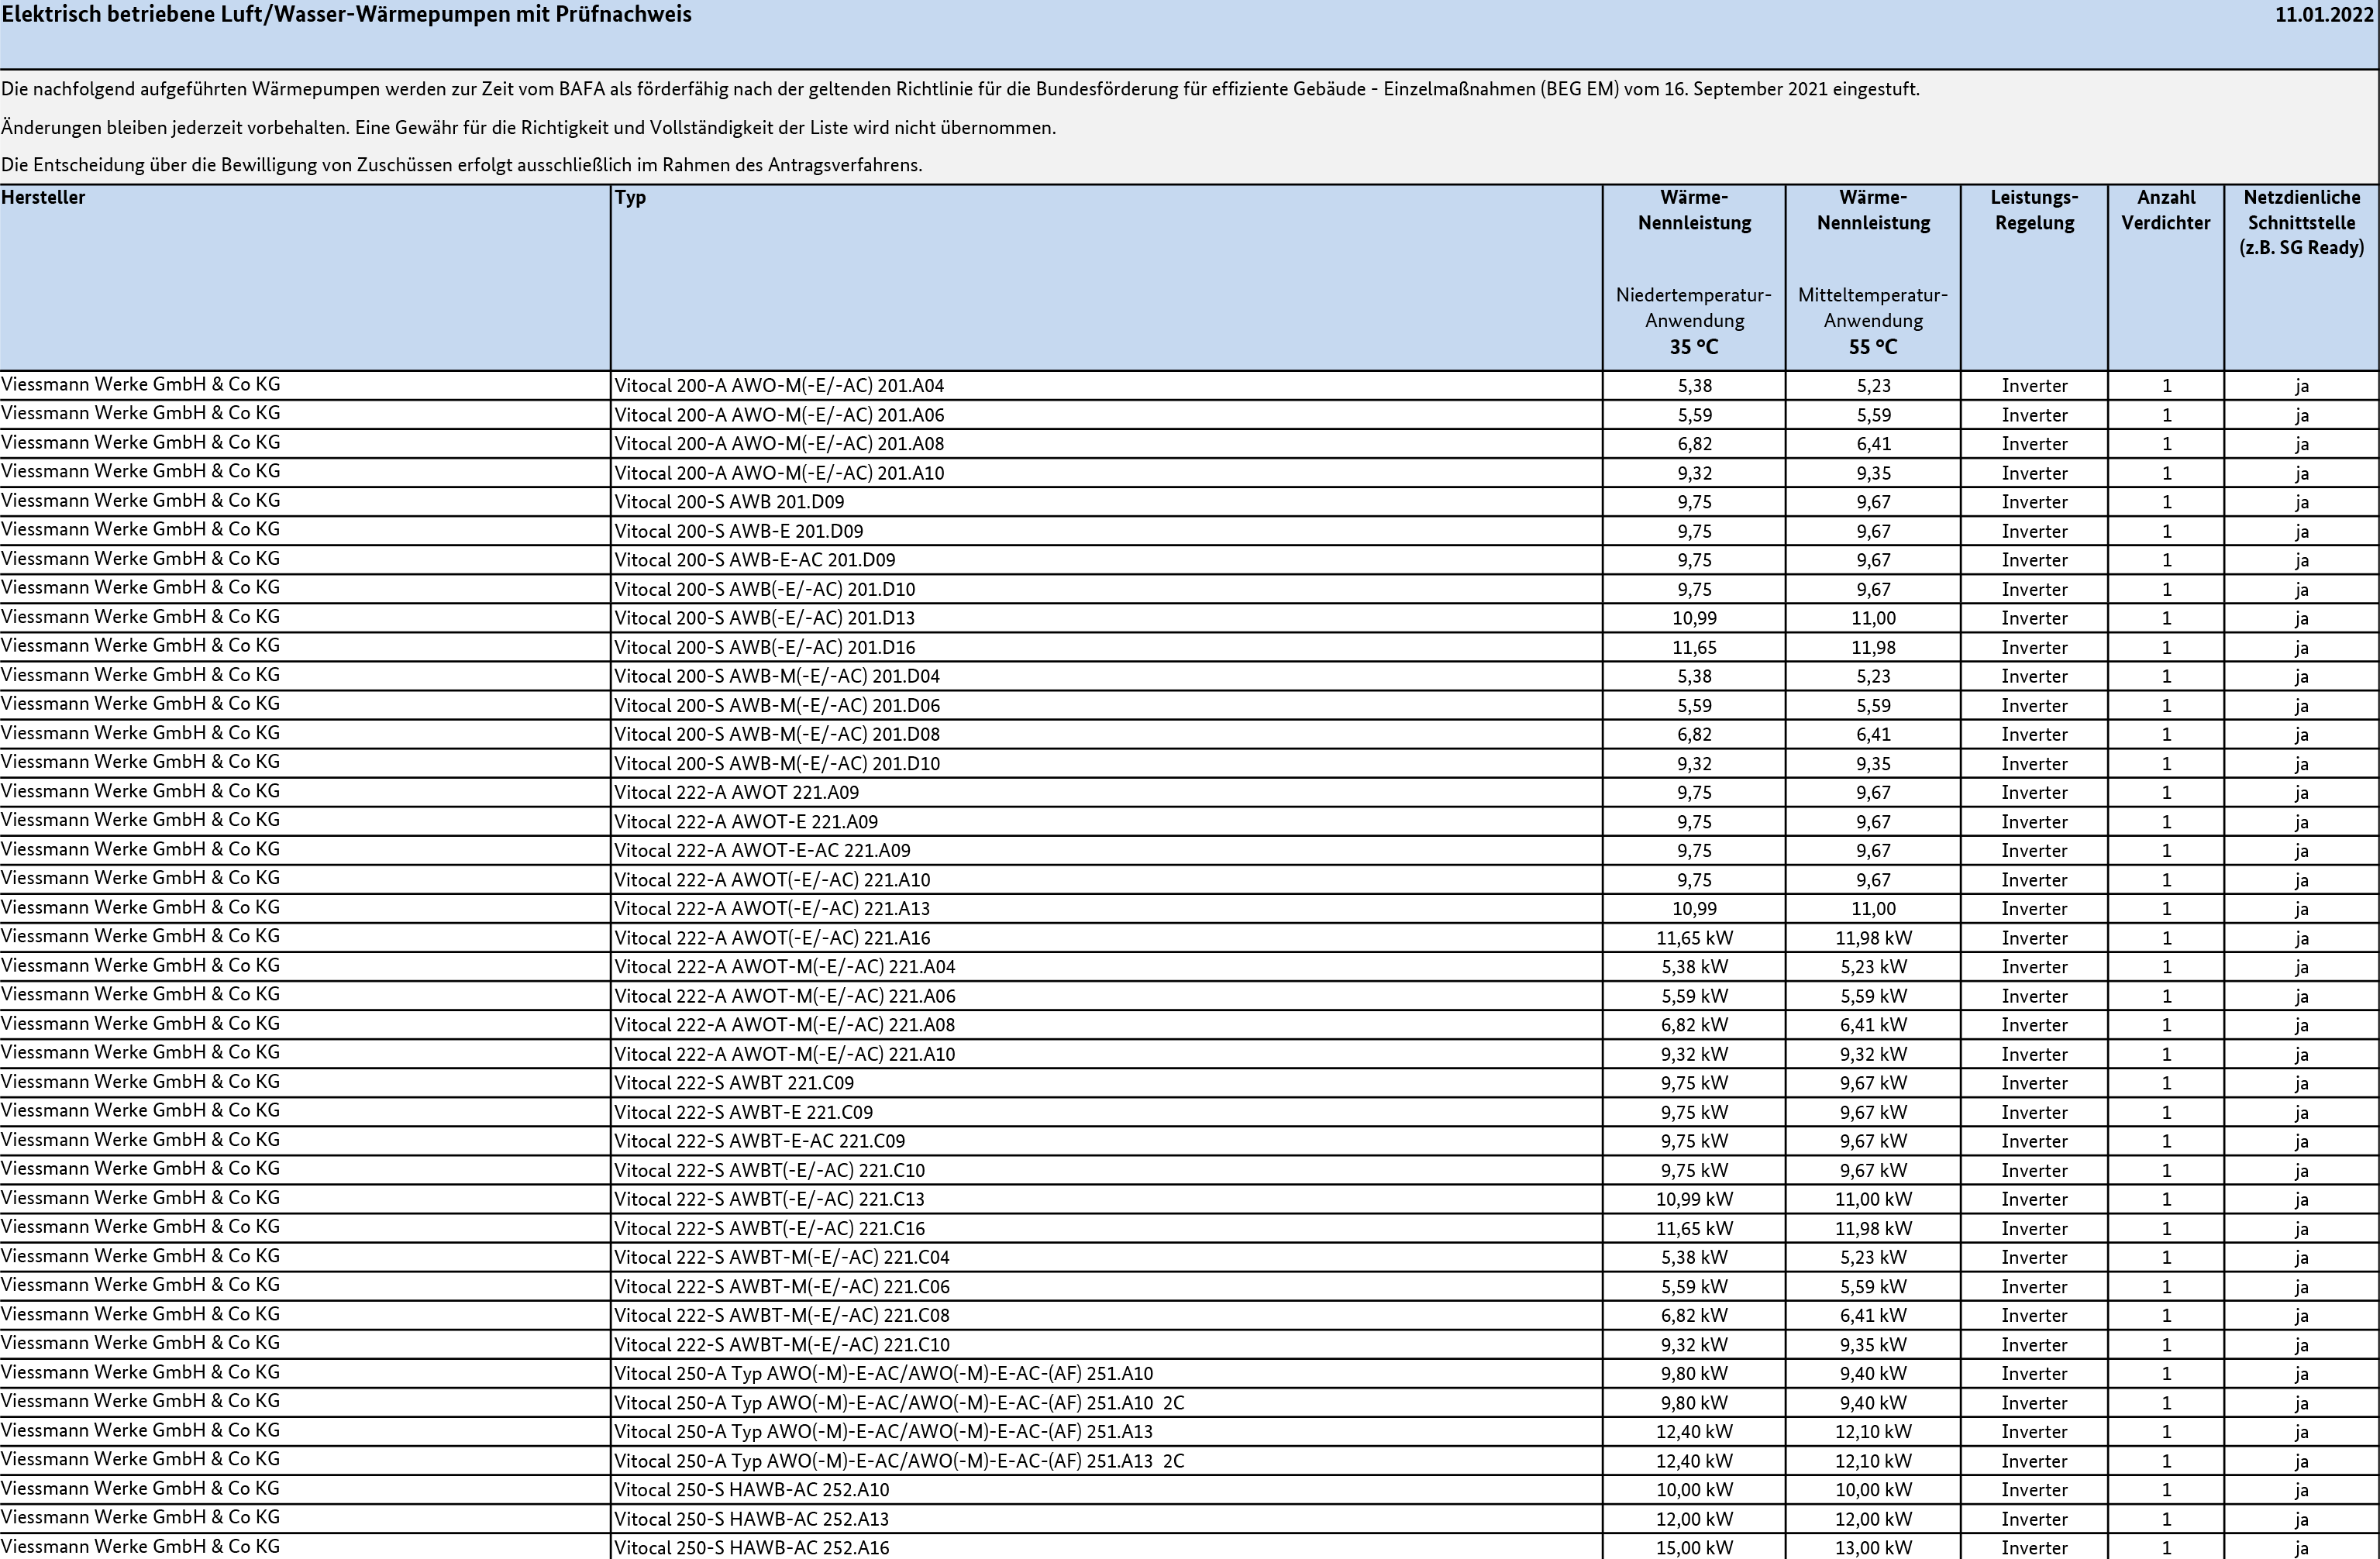 Elektrisch betriebene Luft/Wasser-Wärmepumpen mit Prüfnachweis 11.01.2022
Die nachfolgend aufgeführten Wärmepumpen werden zur Zeit vom BAFA als förderfähig nach der geltenden Richtlinie für die Bundesförderung für effiziente Gebäude - Einzelmaßnahmen (BEG EM) vom 16. September 2021 eingestuft.
Änderungen bleiben jederzeit vorbehalten. Eine Gewähr für die Richtigkeit und Vollständigkeit der Liste wird nicht übernommen.
Die Entscheidung über die Bewilligung von Zuschüssen erfolgt ausschließlich im Rahmen des Antragsverfahrens.
Hersteller Typ Wärme- Wärme- Leistungs- Anzahl Netzdienliche
Nennleistung Nennleistung Regelung Verdichter Schnittstelle
(z.B. SG Ready)
Niedertemperatur- Mitteltemperatur-
Anwendung Anwendung
35 °C 55 °C
Viessmann Werke GmbH & Co KG Vitocal 200-A AWO-M(-E/-AC) 201.A04 5,38 5,23 Inverter 1 ja
Viessmann Werke GmbH & Co KG Vitocal 200-A AWO-M(-E/-AC) 201.A06 5,59 5,59 Inverter 1 ja
Viessmann Werke GmbH & Co KG Vitocal 200-A AWO-M(-E/-AC) 201.A08 6,82 6,41 Inverter 1 ja
Viessmann Werke GmbH & Co KG Vitocal 200-A AWO-M(-E/-AC) 201.A10 9,32 9,35 Inverter 1 ja
Viessmann Werke GmbH & Co KG Vitocal 200-S AWB 201.D09 9,75 9,67 Inverter 1 ja
Viessmann Werke GmbH & Co KG Vitocal 200-S AWB-E 201.D09 9,75 9,67 Inverter 1 ja
Viessmann Werke GmbH & Co KG Vitocal 200-S AWB-E-AC 201.D09 9,75 9,67 Inverter 1 ja
Viessmann Werke GmbH & Co KG Vitocal 200-S AWB(-E/-AC) 201.D10 9,75 9,67 Inverter 1 ja
Viessmann Werke GmbH & Co KG Vitocal 200-S AWB(-E/-AC) 201.D13 10,99 11,00 Inverter 1 ja
Viessmann Werke GmbH & Co KG Vitocal 200-S AWB(-E/-AC) 201.D16 11,65 11,98 Inverter 1 ja
Viessmann Werke GmbH & Co KG Vitocal 200-S AWB-M(-E/-AC) 201.D04 5,38 5,23 Inverter 1 ja
Viessmann Werke GmbH & Co KG Vitocal 200-S AWB-M(-E/-AC) 201.D06 5,59 5,59 Inverter 1 ja
Viessmann Werke GmbH & Co KG Vitocal 200-S AWB-M(-E/-AC) 201.D08 6,82 6,41 Inverter 1 ja
Viessmann Werke GmbH & Co KG Vitocal 200-S AWB-M(-E/-AC) 201.D10 9,32 9,35 Inverter 1 ja
Viessmann Werke GmbH & Co KG Vitocal 222-A AWOT 221.A09 9,75 9,67 Inverter 1 ja
Viessmann Werke GmbH & Co KG Vitocal 222-A AWOT-E 221.A09 9,75 9,67 Inverter 1 ja
Viessmann Werke GmbH & Co KG Vitocal 222-A AWOT-E-AC 221.A09 9,75 9,67 Inverter 1 ja
Viessmann Werke GmbH & Co KG Vitocal 222-A AWOT(-E/-AC) 221.A10 9,75 9,67 Inverter 1 ja
Viessmann Werke GmbH & Co KG Vitocal 222-A AWOT(-E/-AC) 221.A13 10,99 11,00 Inverter 1 ja
Viessmann Werke GmbH & Co KG Vitocal 222-A AWOT(-E/-AC) 221.A16 11,65 kW 11,98 kW Inverter 1 ja
Viessmann Werke GmbH & Co KG Vitocal 222-A AWOT-M(-E/-AC) 221.A04 5,38 kW 5,23 kW Inverter 1 ja
Viessmann Werke GmbH & Co KG Vitocal 222-A AWOT-M(-E/-AC) 221.A06 5,59 kW 5,59 kW Inverter 1 ja
Viessmann Werke GmbH & Co KG Vitocal 222-A AWOT-M(-E/-AC) 221.A08 6,82 kW 6,41 kW Inverter 1 ja
Viessmann Werke GmbH & Co KG Vitocal 222-A AWOT-M(-E/-AC) 221.A10 9,32 kW 9,32 kW Inverter 1 ja
Viessmann Werke GmbH & Co KG Vitocal 222-S AWBT 221.C09 9,75 kW 9,67 kW Inverter 1 ja
Viessmann Werke GmbH & Co KG Vitocal 222-S AWBT-E 221.C09 9,75 kW 9,67 kW Inverter 1 ja
Viessmann Werke GmbH & Co KG Vitocal 222-S AWBT-E-AC 221.C09 9,75 kW 9,67 kW Inverter 1 ja
Viessmann Werke GmbH & Co KG Vitocal 222-S AWBT(-E/-AC) 221.C10 9,75 kW 9,67 kW Inverter 1 ja
Viessmann Werke GmbH & Co KG Vitocal 222-S AWBT(-E/-AC) 221.C13 10,99 kW 11,00 kW Inverter 1 ja
Viessmann Werke GmbH & Co KG Vitocal 222-S AWBT(-E/-AC) 221.C16 11,65 kW 11,98 kW Inverter 1 ja
Viessmann Werke GmbH & Co KG Vitocal 222-S AWBT-M(-E/-AC) 221.C04 5,38 kW 5,23 kW Inverter 1 ja
Viessmann Werke GmbH & Co KG Vitocal 222-S AWBT-M(-E/-AC) 221.C06 5,59 kW 5,59 kW Inverter 1 ja
Viessmann Werke GmbH & Co KG Vitocal 222-S AWBT-M(-E/-AC) 221.C08 6,82 kW 6,41 kW Inverter 1 ja
Viessmann Werke GmbH & Co KG Vitocal 222-S AWBT-M(-E/-AC) 221.C10 9,32 kW 9,35 kW Inverter 1 ja
Viessmann Werke GmbH & Co KG Vitocal 250-A Typ AWO(-M)-E-AC/AWO(-M)-E-AC-(AF) 251.A10 9,80 kW 9,40 kW Inverter 1 ja
Viessmann Werke GmbH & Co KG Vitocal 250-A Typ AWO(-M)-E-AC/AWO(-M)-E-AC-(AF) 251.A10 2C 9,80 kW 9,40 kW Inverter 1 ja
Viessmann Werke GmbH & Co KG Vitocal 250-A Typ AWO(-M)-E-AC/AWO(-M)-E-AC-(AF) 251.A13 12,40 kW 12,10 kW Inverter 1 ja
Viessmann Werke GmbH & Co KG Vitocal 250-A Typ AWO(-M)-E-AC/AWO(-M)-E-AC-(AF) 251.A13 2C 12,40 kW 12,10 kW Inverter 1 ja
Viessmann Werke GmbH & Co KG Vitocal 250-S HAWB-AC 252.A10 10,00 kW 10,00 kW Inverter 1 ja
Viessmann Werke GmbH & Co KG Vitocal 250-S HAWB-AC 252.A13 12,00 kW 12,00 kW Inverter 1 ja
Viessmann Werke GmbH & Co KG Vitocal 250-S HAWB-AC 252.A16 15,00 kW 13,00 kW Inverter 1 ja